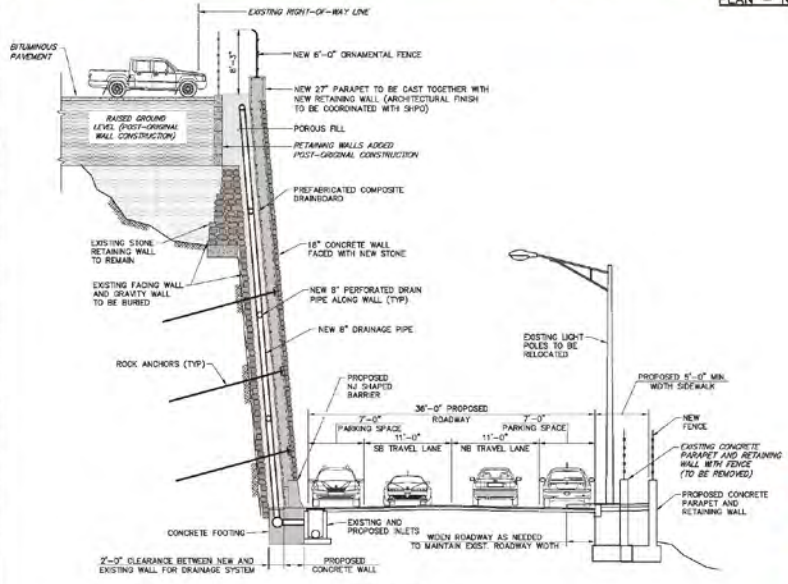 EXISTING RIGHT-OF-WAY LINE
BITUMINOUS
PAVEMENT
8'-3"
NEW 6'-0" ORNAMENTAL FENCE
NEW 27" PARAPET TO BE CAST TOGETHER WITH
NEW RETAINING WALL (ARCHITECTURAL FINISH
TO BE COORDINATED WITH SHPO)
RAISED GROUND
LEVEL (POST-ORIGINAL
WALL CONSTRUCTION)
POROUS FILL
RETAINING WALLS ADDED
POST-ORIGINAL CONSTRUCTION
PREFABRICATED COMPOSITE
DRAINBOARD
EXISTING STONE
RETAINING WALL
TO REMAIN
18" CONCRETE WALL
FACED WITH NEW STONE
EXISTING FACING WALL
AND GRAVITY WALL
TO BE BURIED
NEW 8" PERFORATED DRAIN
PIPE ALONG WALL (TYP)
NEW 8" DRAINAGE PIPE
ROCK ANCHORS (TYP)
EXISTING LIGHT
POLES TO BE
RELOCATED
PROPOSED
NJ SHAPED
BARRIER
PROPOSED 5'-0" MIN.
WIDTH SIDEWALK
36'-0" PROPOSED
ROADWAY
7'-0"
PARKING SPACE
7'-0"
PARKING SPACE
11'-0"
SB TRAVEL LANE
11'-0"
NB TRAVEL LANE
NEW
FENCE
EXISTING CONCRETE
PARAPET AND RETAINING
WALL WITH FENCE
(TO BE REMOVED)
PROPOSED CONCRETE
PARAPET AND
RETAINING WALL
CONCRETE FOOTING
EXISTING AND
PROPOSED INLETS
WIDEN ROADWAY AS NEEDED
TO MAINTAIN EXIST. ROADWAY WIDTH
2'-0" CLEARANCE BETWEEN NEW AND
EXISTING WALL FOR DRAINAGE SYSTEM
PROPOSED
CONCRETE WALL